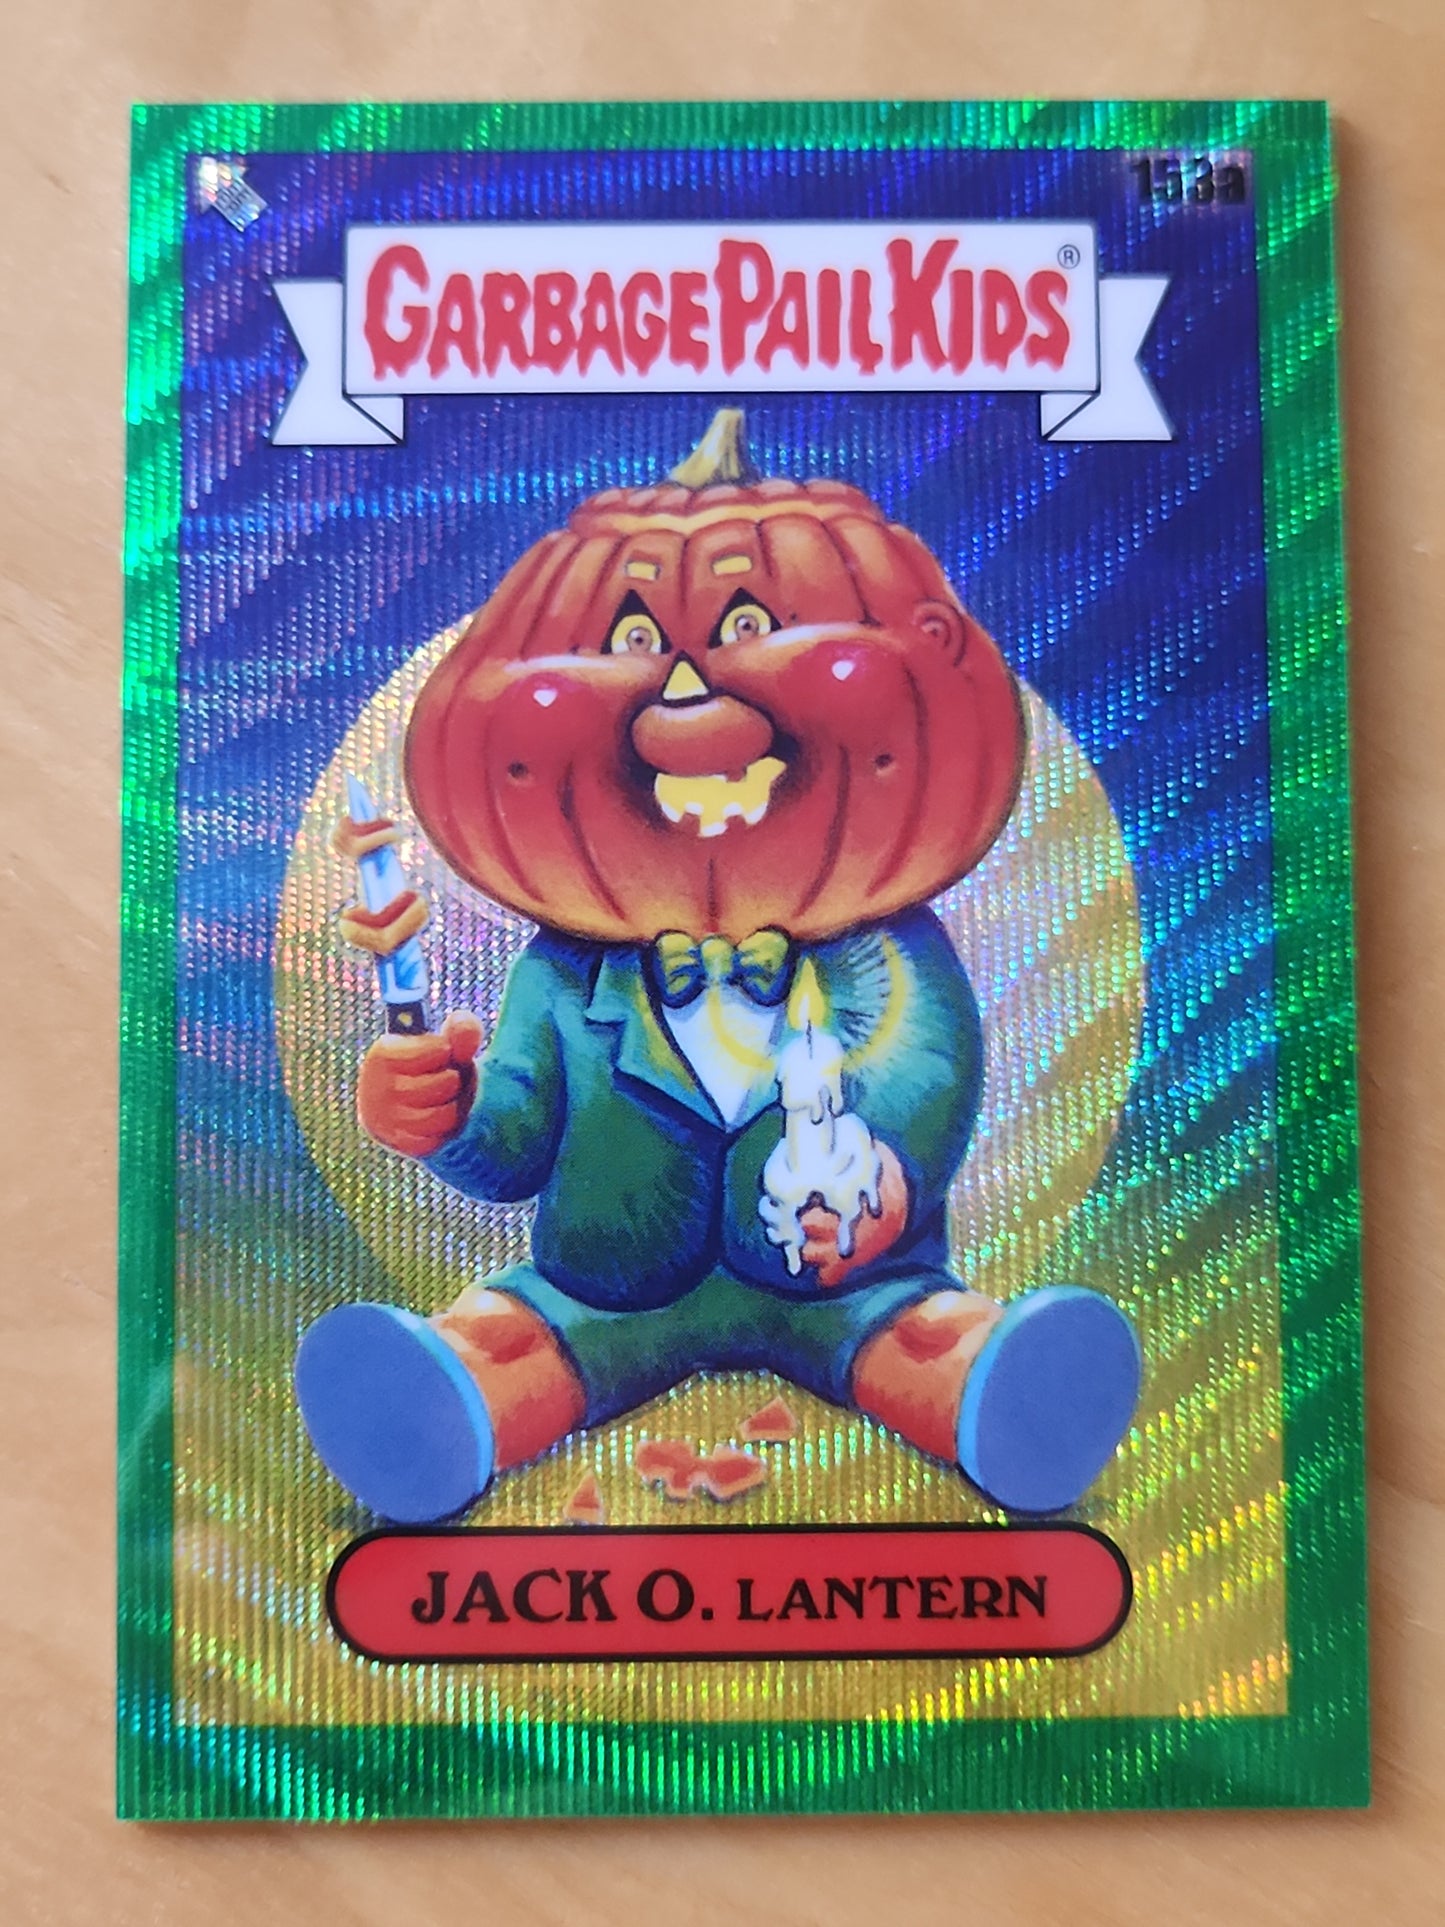 153a
GARBAGE PAIL KIDS®
JACK O. LANTERN